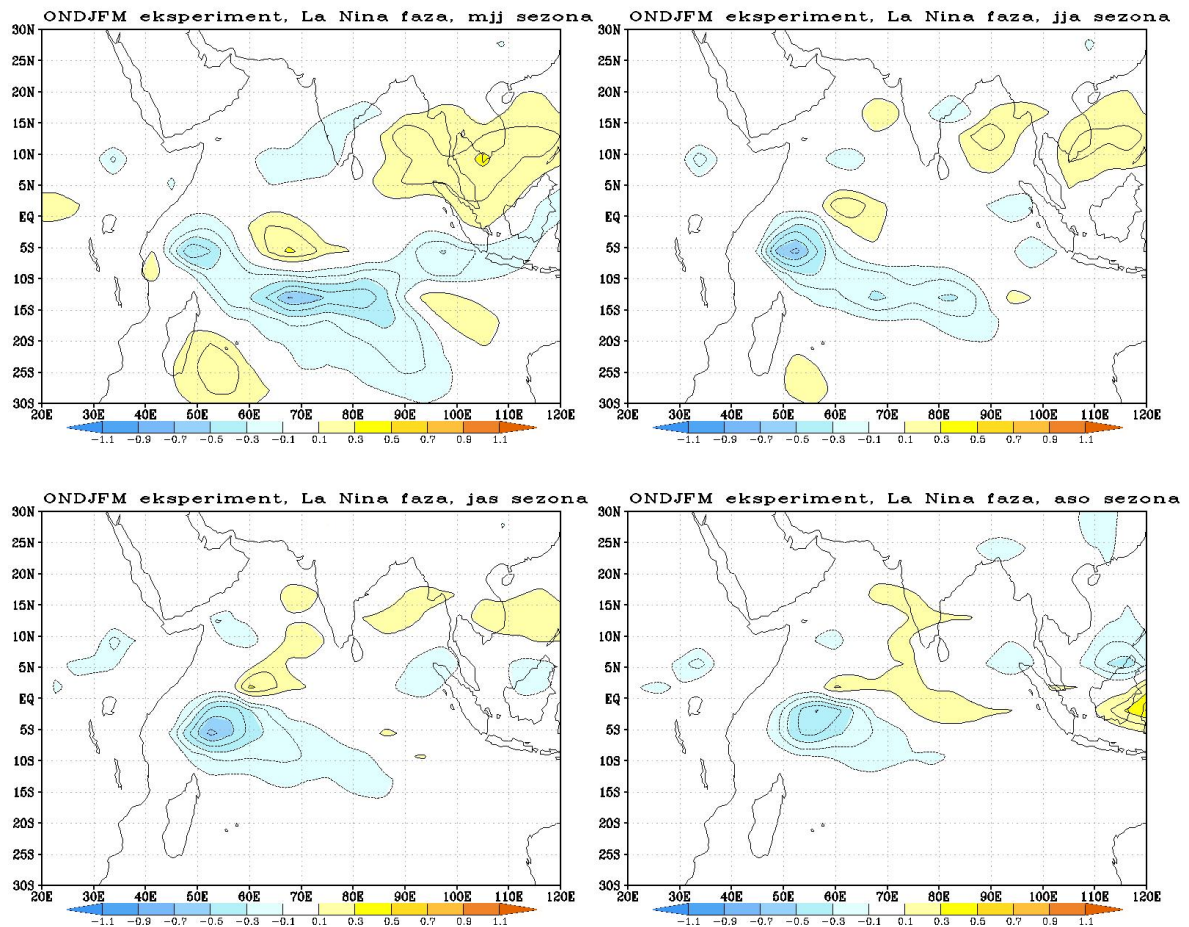 ONDJFM eksperiment, La Nina faza, mjj sezona
30N
25N
20N
15N
10N
5N
EQ
5S
10S
15S
20S
25S
30S
20E 30E 40E 50E 60E 70E 80E 90E 100E 110E 120E
-1.1 -0.9 -0.7 -0.5 -0.3 -0.1 0.1 0.3 0.5 0.7 0.9 1.1
ONDJFM eksperiment, La Nina faza, jja sezona
30N
25N
20N
15N
10N
5N
EQ
5S
10S
15S
20S
25S
30S
20E 30E 40E 50E 60E 70E 80E 90E 100E 110E 120E
-1.1 -0.9 -0.7 -0.5 -0.3 -0.1 0.1 0.3 0.5 0.7 0.9 1.1
ONDJFM eksperiment, La Nina faza, jas sezona
30N
25N
20N
15N
10N
5N
EQ
5S
10S
15S
20S
25S
30S
20E 30E 40E 50E 60E 70E 80E 90E 100E 110E 120E
-1.1 -0.9 -0.7 -0.5 -0.3 -0.1 0.1 0.3 0.5 0.7 0.9 1.1
ONDJFM eksperiment, La Nina faza, aso sezona
30N
25N
20N
15N
10N
5N
EQ
5S
10S
15S
20S
25S
30S
20E 30E 40E 50E 60E 70E 80E 90E 100E 110E 120E
-1.1 -0.9 -0.7 -0.5 -0.3 -0.1 0.1 0.3 0.5 0.7 0.9 1.1